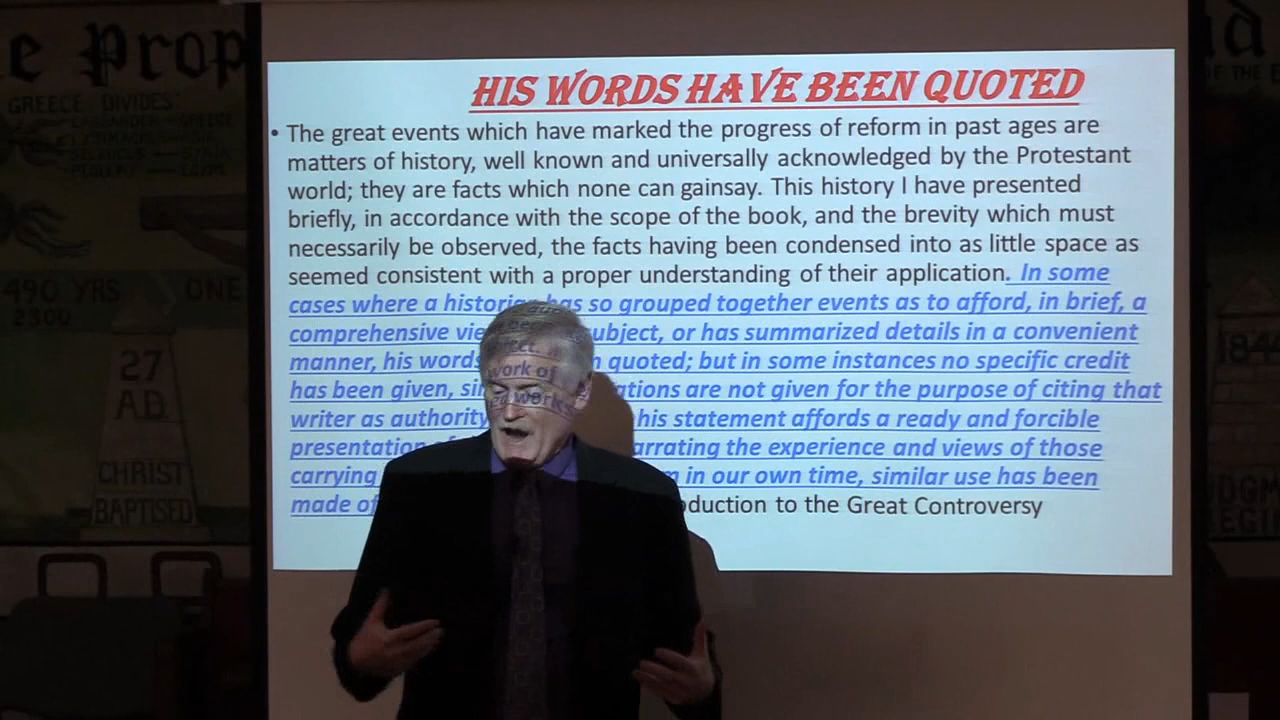 HIS WORDS HAVE BEEN QUOTED
• The great events which have marked the progress of reform in past ages are
matters of history, well known and universally acknowledged by the Protestant
world; they are facts which none can gainsay. This history I have presented
briefly, in accordance with the scope of the book, and the brevity which must
necessarily be observed, the facts having been condensed into as little space as
seemed consistent with a proper understanding of their application. In some
cases where a historian has so grouped together events as to afford, in brief, a
comprehensive subject, or has summarized details in a convenient
manner, his words quoted; but in some instances no specific credit
has been given, are not given for the purpose of citing that
writer as authority his statement affords a ready and forcible
presentation narrating the experience and views of those
carrying in our own time, similar use has been
made of to the Great Controversy
work of
works
e Prop
GREECE DIVIDES
490 YRS ONE
2300
27
AD
CHRIST
BAPTISED